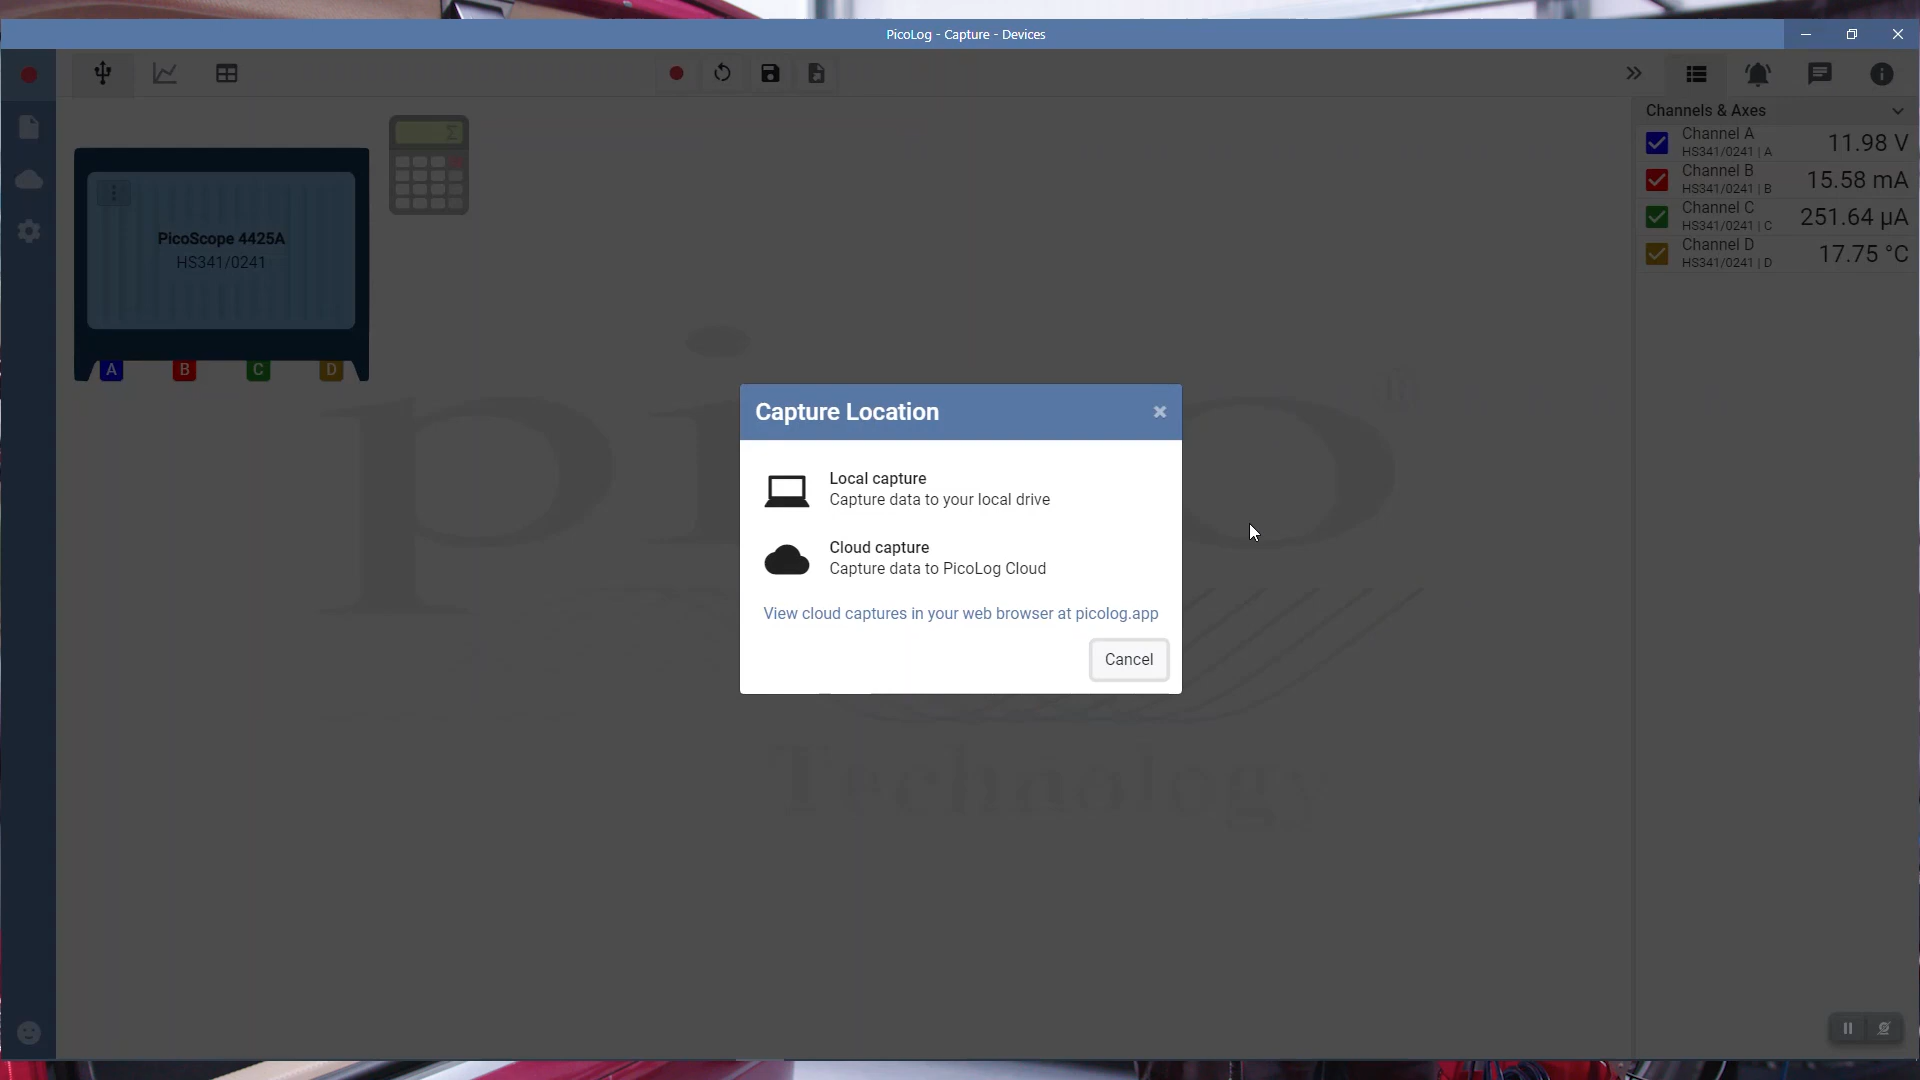 PicoLog - Capture - Devices
Channels & Axes
Channel A
HS341/0241 | A
11.98 V
Channel B
HS341/0241 | B
15.58 mA
Channel C
HS341/0241 | C
251.64 µA
Channel D
HS341/0241 | D
17.75 °C
Σ
PicoScope 4425A
HS341/0241
A
B
C
D
pico
®
Technology
Capture Location
Local capture
Capture data to your local drive
Cloud capture
Capture data to PicoLog Cloud
View cloud captures in your web browser at picolog.app
Cancel